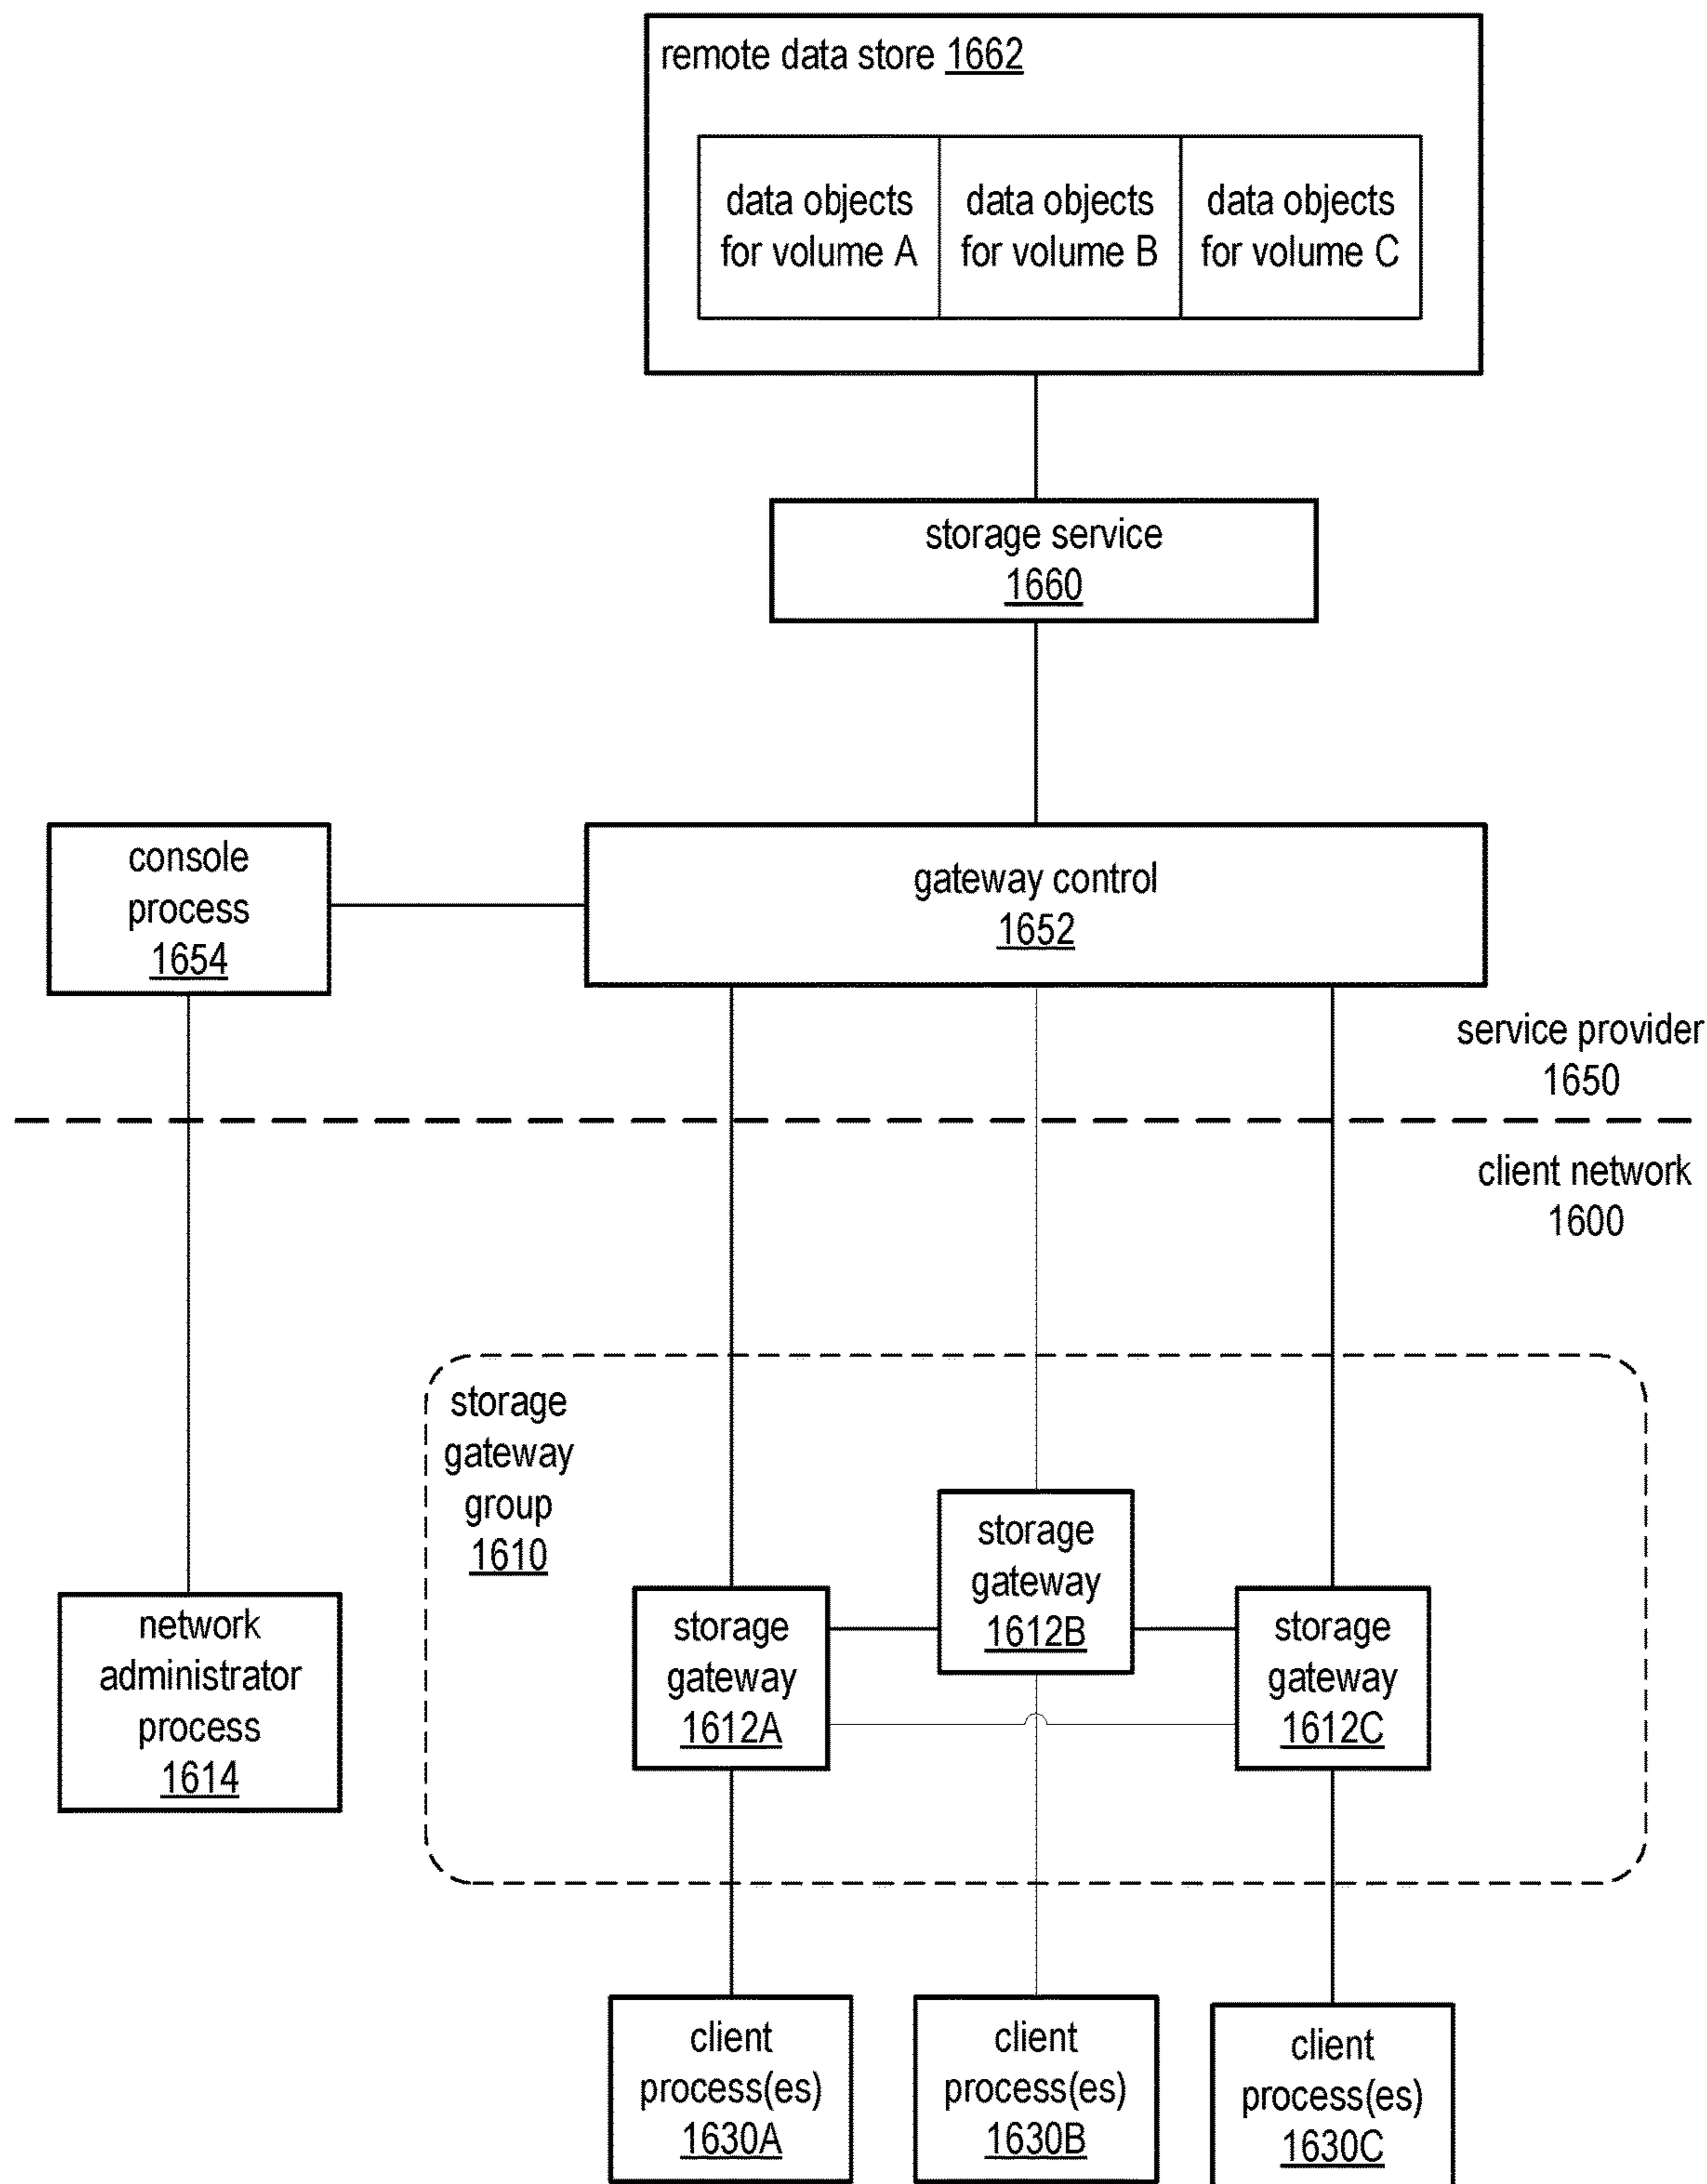 remote data store 1662
data objects
for volume A
data objects
for volume B
data objects
for volume C
storage service
1660
console
process
1654
gateway control
1652
service provider
1650
client network
1600
storage
gateway
group
1610
storage
gateway
1612B
storage
gateway
1612A
storage
gateway
1612C
network
administrator
process
1614
client
process(es)
1630A
client
process(es)
1630B
client
process(es)
1630C